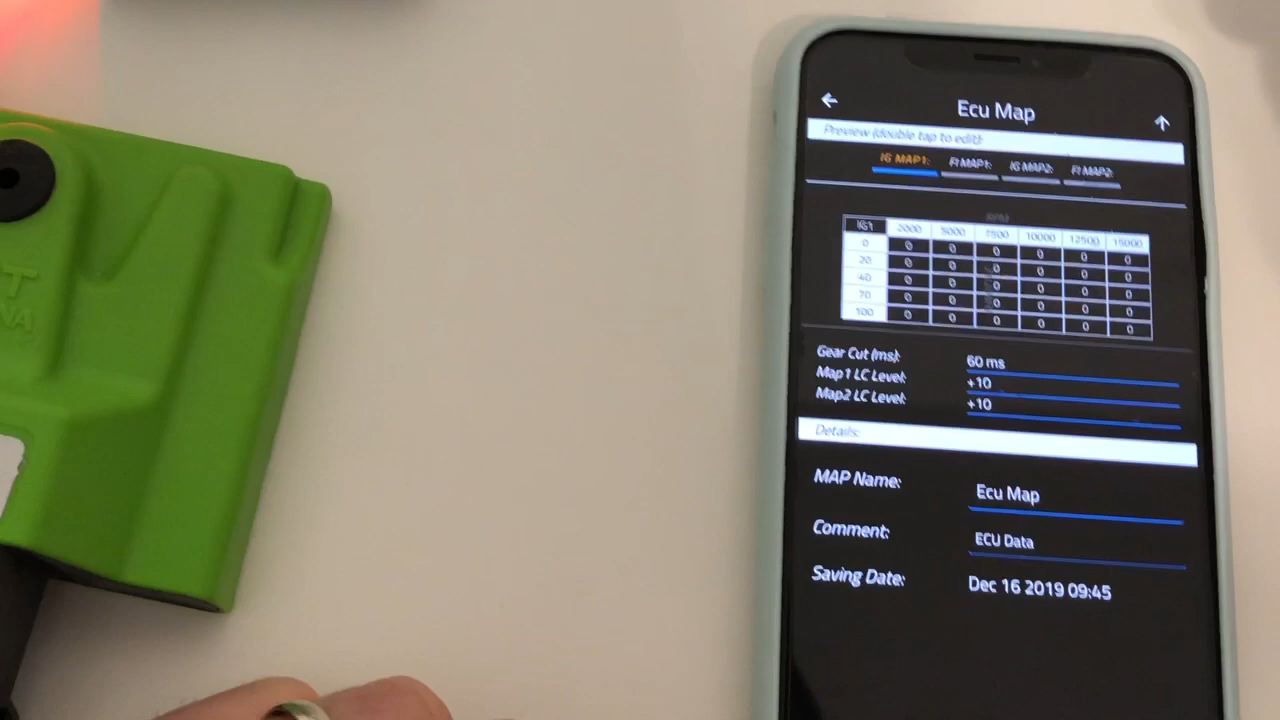 Ecu Map
Preview (double tap to edit):
IG MAP1: FI MAP1: IG MAP2: FI MAP2:
IG1 2000 5000 7500 10000 12500 15000
0 0 0 0 0 0 0
20 0 0 0 0 0 0
40 0 0 0 0 0 0
70 0 0 0 0 0 0
100 0 0 0 0 0 0
Gear Cut (ms): 60 ms
Map1 LC Level: +10
Map2 LC Level: +10
Details:
MAP Name: Ecu Map
Comment: ECU Data
Saving Date: Dec 16 2019 09:45